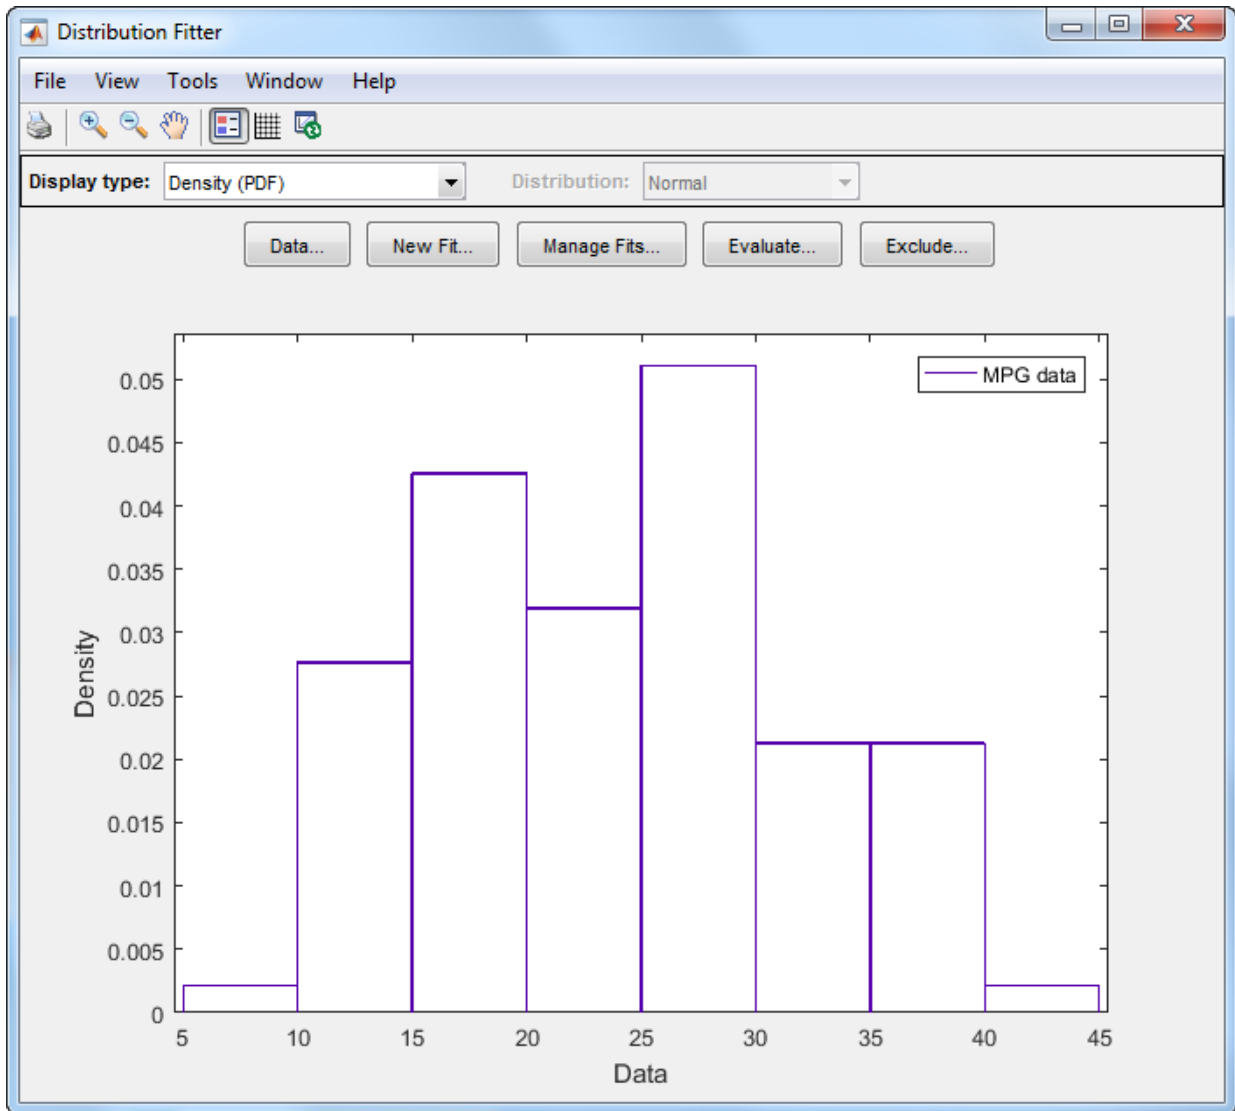 Distribution Fitter
File View Tools Window Help
Display type: Density (PDF) Distribution: Normal
Data... New Fit... Manage Fits... Evaluate... Exclude...
MPG data
0.05
0.045
0.04
0.035
0.03
0.025
0.02
0.015
0.01
0.005
0
Density
5 10 15 20 25 30 35 40 45
Data